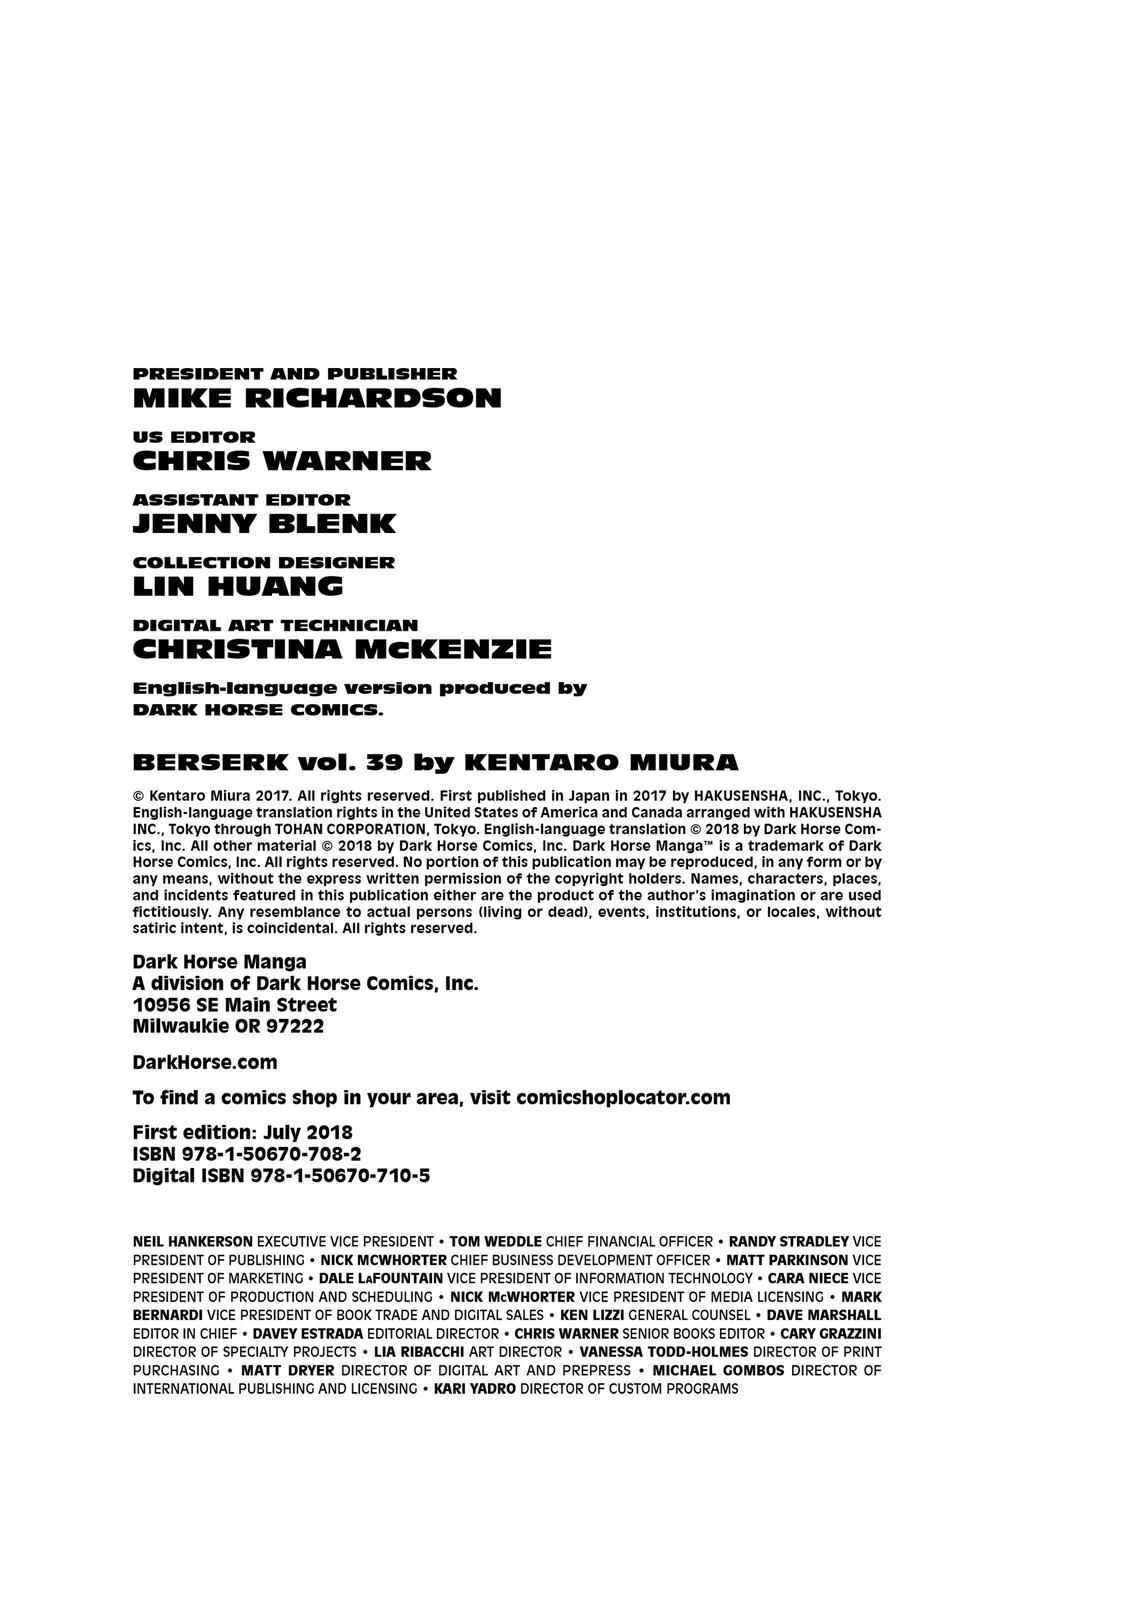 PRESIDENT AND PUBLISHER
MIKE RICHARDSON
US EDITOR
CHRIS WARNER
ASSISTANT EDITOR
JENNY BLENK
COLLECTION DESIGNER
LIN HUANG
DIGITAL ART TECHNICIAN
CHRISTINA McKENZIE
English-language version produced by
DARK HORSE COMICS.
BERSERK vol. 39 by KENTARO MIURA
© Kentaro Miura 2017. All rights reserved. First published in Japan in 2017 by HAKUSENSHA, INC., Tokyo.
English-language translation rights in the United States of America and Canada arranged with HAKUSENSHA
INC., Tokyo through TOHAN CORPORATION, Tokyo. English-language translation © 2018 by Dark Horse Com-
ics, Inc. All other material © 2018 by Dark Horse Comics, Inc. Dark Horse Manga™ is a trademark of Dark
Horse Comics, Inc. All rights reserved. No portion of this publication may be reproduced, in any form or by
any means, without the express written permission of the copyright holders. Names, characters, places,
and incidents featured in this publication either are the product of the author's imagination or are used
fictitiously. Any resemblance to actual persons (living or dead), events, institutions, or locales, without
satiric intent, is coincidental. All rights reserved.
Dark Horse Manga
A division of Dark Horse Comics, Inc.
10956 SE Main Street
Milwaukie OR 97222
DarkHorse.com
To find a comics shop in your area, visit comicshoplocator.com
First edition: July 2018
ISBN 978-1-50670-708-2
Digital ISBN 978-1-50670-710-5
NEIL HANKERSON EXECUTIVE VICE PRESIDENT • TOM WEDDLE CHIEF FINANCIAL OFFICER • RANDY STRADLEY VICE
PRESIDENT OF PUBLISHING • NICK MCWHORTER CHIEF BUSINESS DEVELOPMENT OFFICER • MATT PARKINSON VICE
PRESIDENT OF MARKETING • DALE LaFOUNTAIN VICE PRESIDENT OF INFORMATION TECHNOLOGY • CARA NIECE VICE
PRESIDENT OF PRODUCTION AND SCHEDULING • NICK McWHORTER VICE PRESIDENT OF MEDIA LICENSING • MARK
BERNARDI VICE PRESIDENT OF BOOK TRADE AND DIGITAL SALES • KEN LIZZI GENERAL COUNSEL • DAVE MARSHALL
EDITOR IN CHIEF • DAVEY ESTRADA EDITORIAL DIRECTOR • CHRIS WARNER SENIOR BOOKS EDITOR • CARY GRAZZINI
DIRECTOR OF SPECIALTY PROJECTS • LIA RIBACCHI ART DIRECTOR • VANESSA TODD-HOLMES DIRECTOR OF PRINT
PURCHASING • MATT DRYER DIRECTOR OF DIGITAL ART AND PREPRESS • MICHAEL GOMBOS DIRECTOR OF
INTERNATIONAL PUBLISHING AND LICENSING • KARI YADRO DIRECTOR OF CUSTOM PROGRAMS